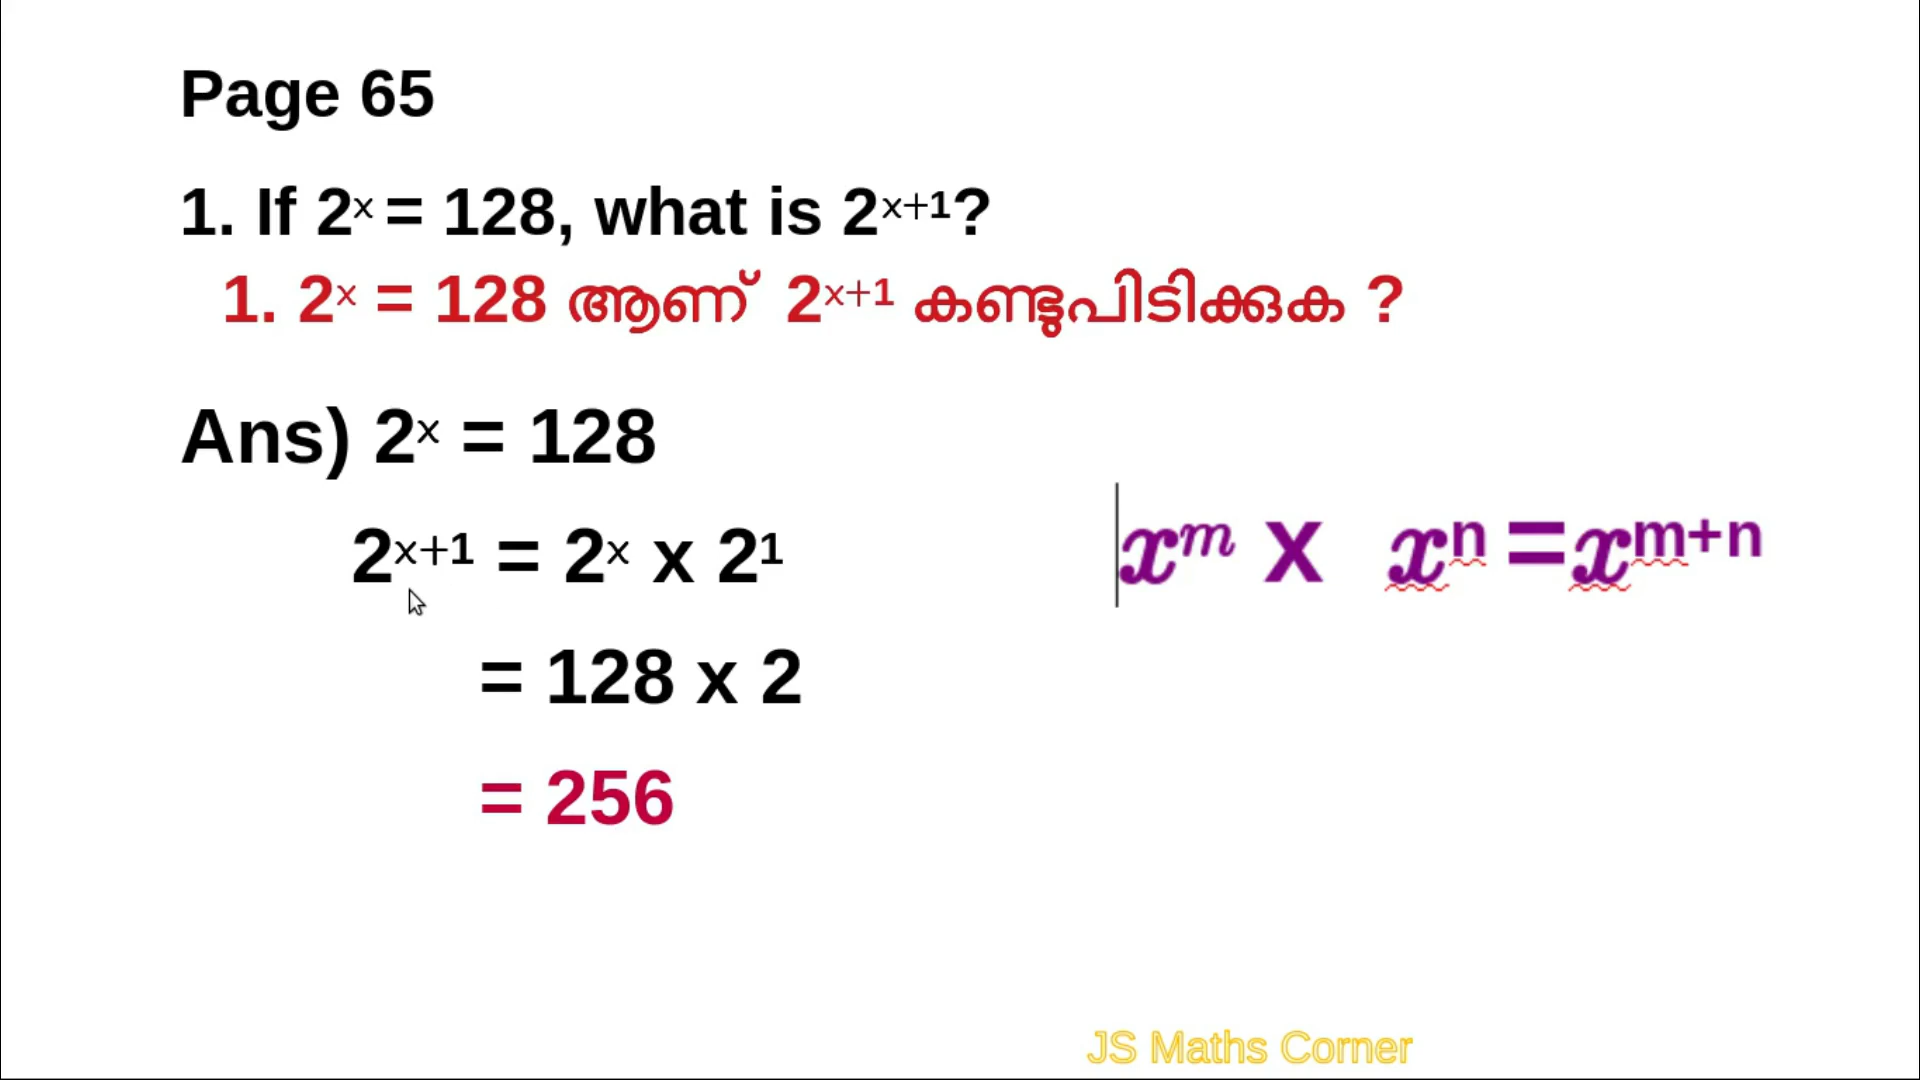 Page 65
1. If 2ˣ = 128, what is 2ˣ⁺¹?
1. 2ˣ = 128 ആണ് 2ˣ⁺¹ കണ്ടുപിടിക്കുക ?
Ans) 2ˣ = 128
2ˣ⁺¹ = 2ˣ x 2¹
xᵐ x xⁿ =xᵐ⁺ⁿ
= 128 x 2
= 256
JS Maths Corner